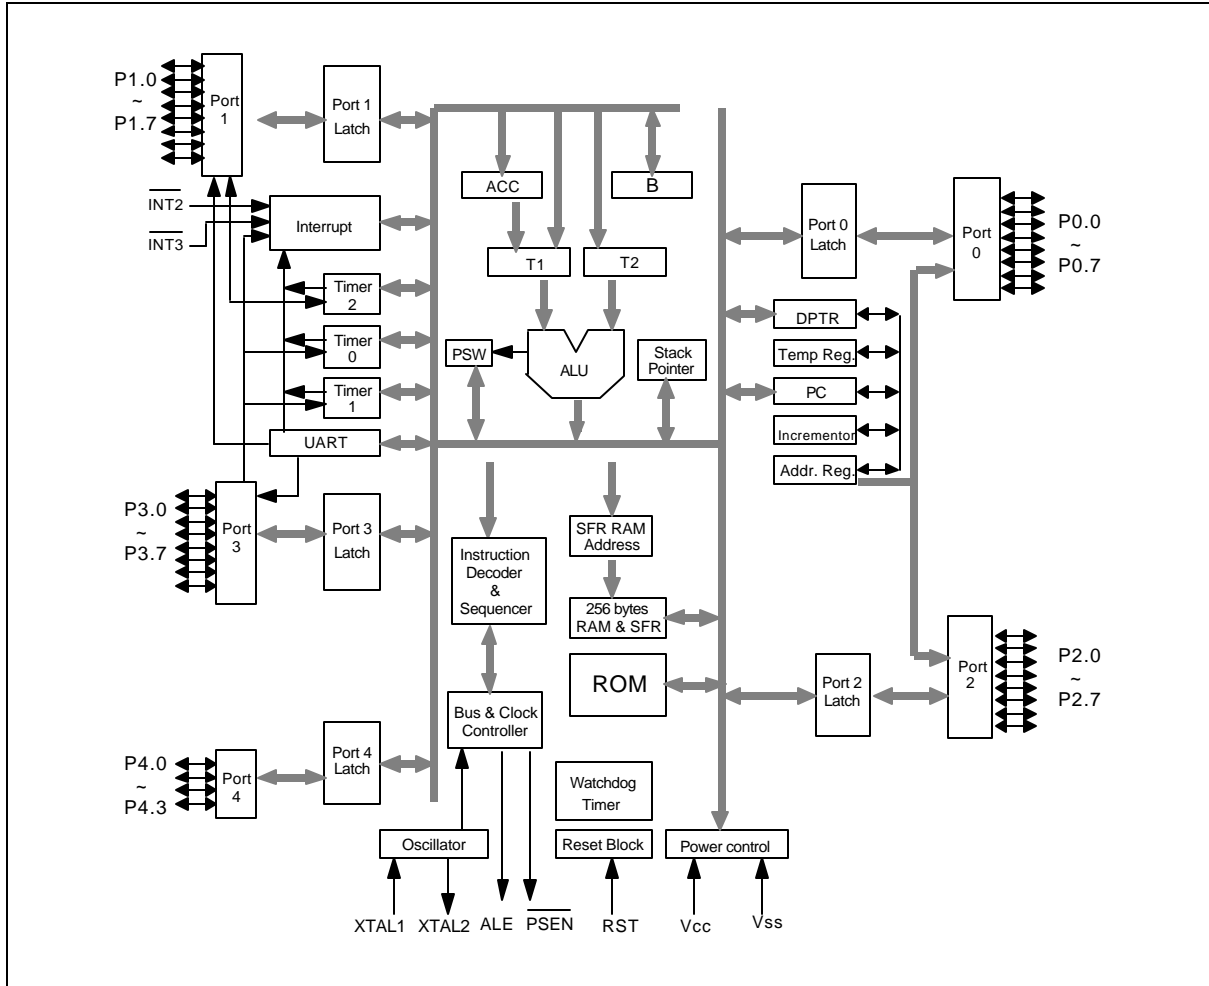 P1.0
~
P1.7
Port
1
Port 1
Latch
ACC
B
INT2
INT3
Interrupt
T1
T2
Port 0
Latch
Port
0
P0.0
~
P0.7
Timer
2
Timer
0
Timer
1
UART
PSW
ALU
Stack
Pointer
DPTR
Temp Reg.
PC
Incrementor
Addr. Reg.
P3.0
~
P3.7
Port
3
Port 3
Latch
Instruction
Decoder
&
Sequencer
SFR RAM
Address
256 bytes
RAM & SFR
ROM
Port 2
Latch
Port
2
P2.0
~
P2.7
Bus & Clock
Controller
P4.0
~
P4.3
Port
4
Port 4
Latch
Watchdog
Timer
Oscillator
Reset Block
Power control
XTAL1
XTAL2
ALE
PSEN
RST
Vcc
Vss